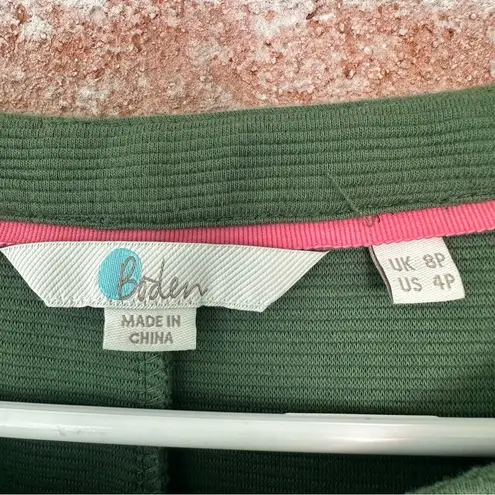 Boden
MADE IN
CHINA
UK 8P
US 4P